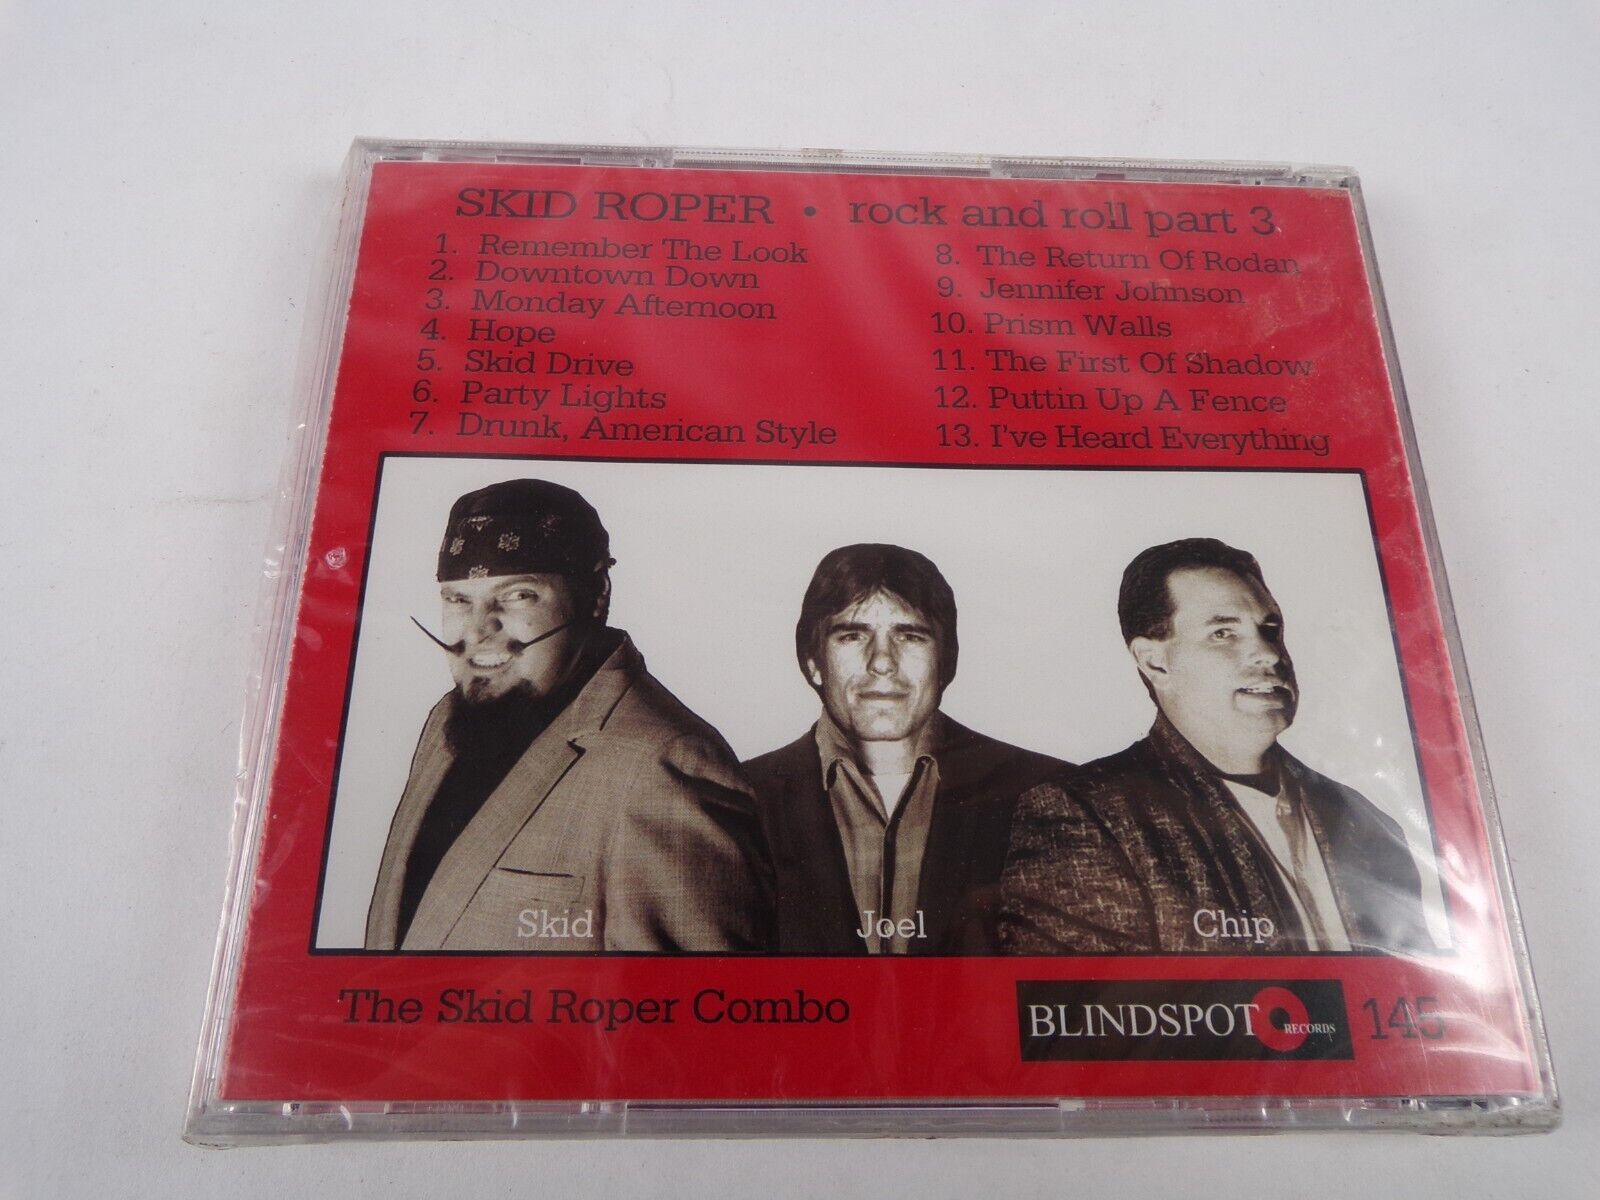 SKID ROPER • rock and roll part 3
1. Remember The Look
2. Downtown Down
3. Monday Afternoon
4. Hope
5. Skid Drive
6. Party Lights
7. Drunk, American Style
8. The Return Of Rodan
9. Jennifer Johnson
10. Prism Walls
11. The First Of Shadow
12. Puttin Up A Fence
13. I've Heard Everything
Skid
Joel
Chip
The Skid Roper Combo
BLINDSPOT RECORDS
145